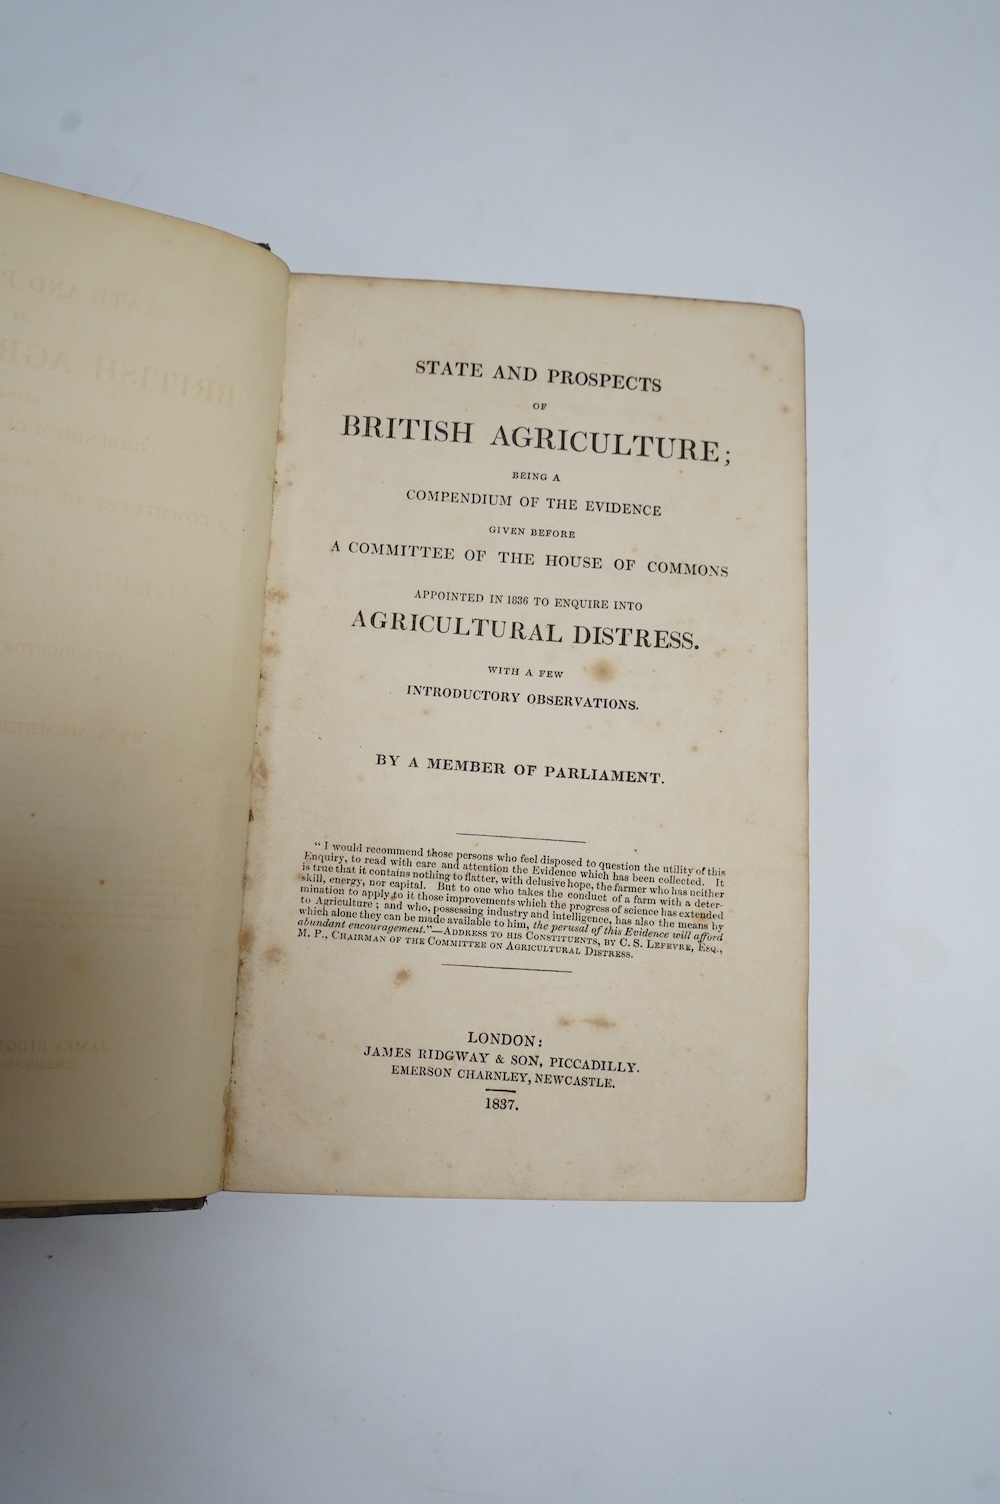 STATE AND PROSPECTS
OF
BRITISH AGRICULTURE;
BEING A
COMPENDIUM OF THE EVIDENCE
GIVEN BEFORE
A COMMITTEE OF THE HOUSE OF COMMONS
APPOINTED IN 1836 TO ENQUIRE INTO
AGRICULTURAL DISTRESS.
WITH A FEW
INTRODUCTORY OBSERVATIONS.
BY A MEMBER OF PARLIAMENT.
"I would recommend those persons who feel disposed to question the utility of this
Enquiry, to read with care and attention the Evidence which has been collected. It
is true that it contains nothing to flatter, with delusive hope, the farmer who has neither
skill, energy, nor capital. But to one who takes the conduct of a farm with a deter-
mination to apply to it those improvements which the progress of science has extended
to Agriculture; and who, possessing industry and intelligence, has also the means by
which alone they can be made available to him, the perusal of this Evidence will afford
abundant encouragement."—ADDRESS TO HIS CONSTITUENTS, BY C. S. LEFEVRE, ESQ.,
M. P., CHAIRMAN OF THE COMMITTEE ON AGRICULTURAL DISTRESS.
LONDON:
JAMES RIDGWAY & SON, PICCADILLY.
EMERSON CHARNLEY, NEWCASTLE.
1837.